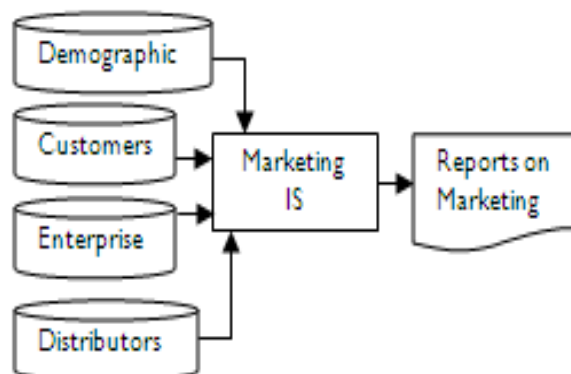 Demographic
Customers
Enterprise
Distributors
Marketing
IS
Reports on
Marketing